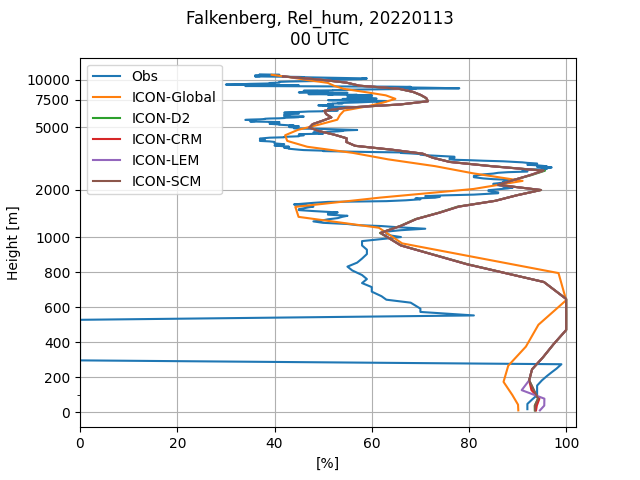 Falkenberg, Rel_hum, 20220113
00 UTC
Obs
ICON-Global
ICON-D2
ICON-CRM
ICON-LEM
ICON-SCM
Height [m]
10000
7500
5000
2000
1000
800
600
400
200
0
0 20 40 60 80 100
[%]